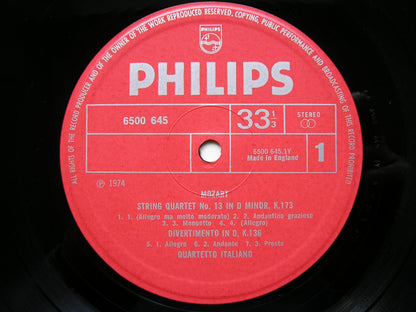 ALL RIGHTS OF THE RECORD PRODUCER AND OF THE OWNER OF THE WORK REPRODUCED RESERVED. COPYING, PUBLIC PERFORMANCE AND BROADCASTING OF THIS RECORD PROHIBITED
PHILIPS
PHILIPS
6500 645
33 1/3
STEREO
6500 645.1Y
Made in England
1
Ⓟ 1974
MOZART
STRING QUARTET No. 13 IN D MINOR, K.173
1. 1. (Allegro ma molto moderato) 2. 2. Andantino grazioso
3. 3. Menuetto 4. 4. (Allegro)
DIVERTIMENTO IN D, K.136
5. 1. Allegro 6. 2. Andante 7. 3. Presto
QUARTETTO ITALIANO